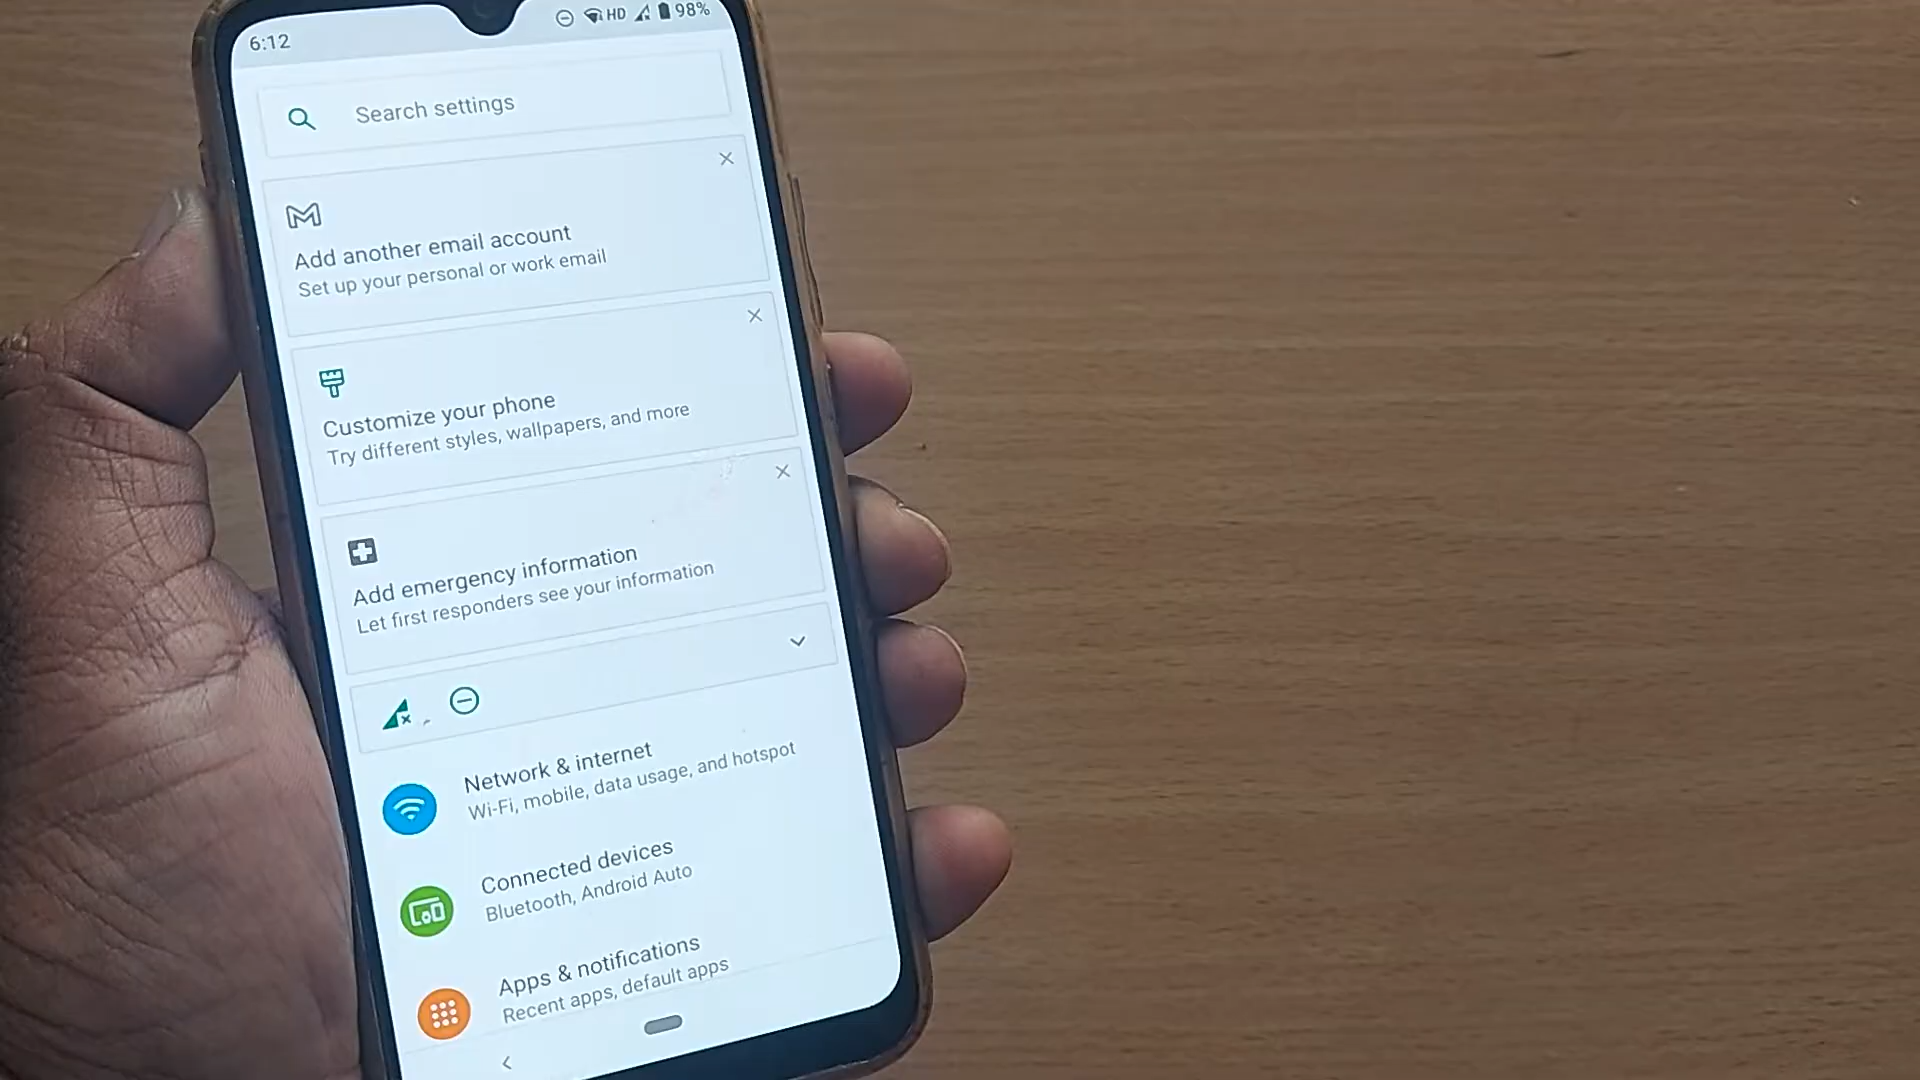 6:12
HD 98%
Search settings
Add another email account
Set up your personal or work email
Customize your phone
Try different styles, wallpapers, and more
Add emergency information
Let first responders see your information
Network & internet
Wi-Fi, mobile, data usage, and hotspot
Connected devices
Bluetooth, Android Auto
Apps & notifications
Recent apps, default apps